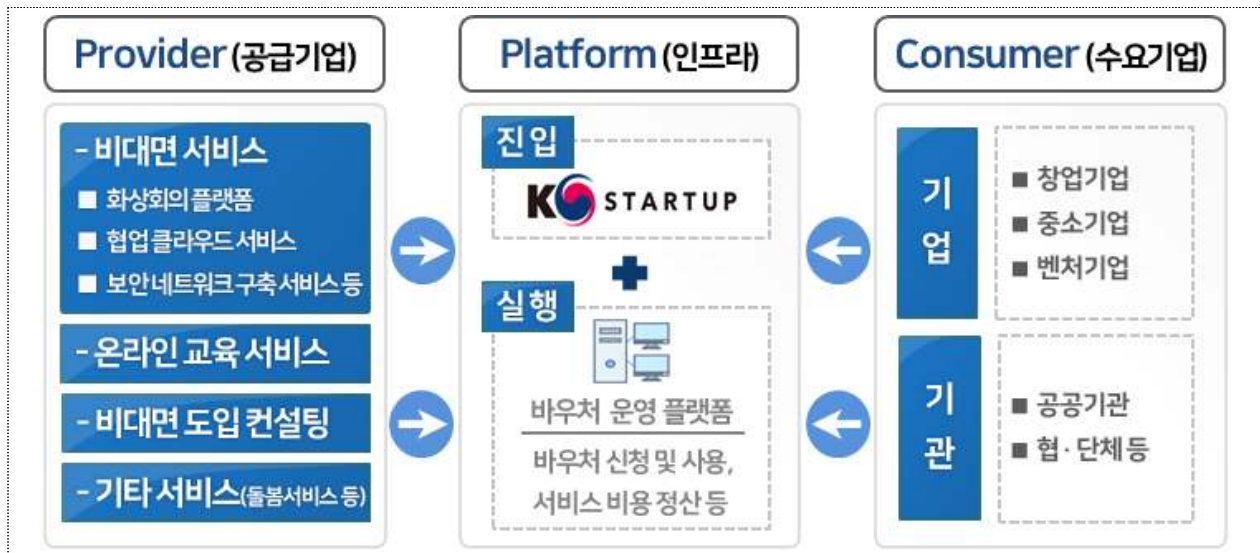 Provider (공급기업)
- 비대면 서비스
■ 화상회의 플랫폼
■ 협업 클라우드 서비스
■ 보안 네트워크 구축 서비스 등
- 온라인 교육 서비스
- 비대면 도입 컨설팅
- 기타 서비스(돌봄서비스 등)
Platform (인프라)
진입
K STARTUP
실행
바우처 운영 플랫폼
바우처 신청 및 사용,
서비스 비용 정산 등
Consumer (수요기업)
기업
■ 창업기업
■ 중소기업
■ 벤처기업
기관
■ 공공기관
■ 협·단체 등